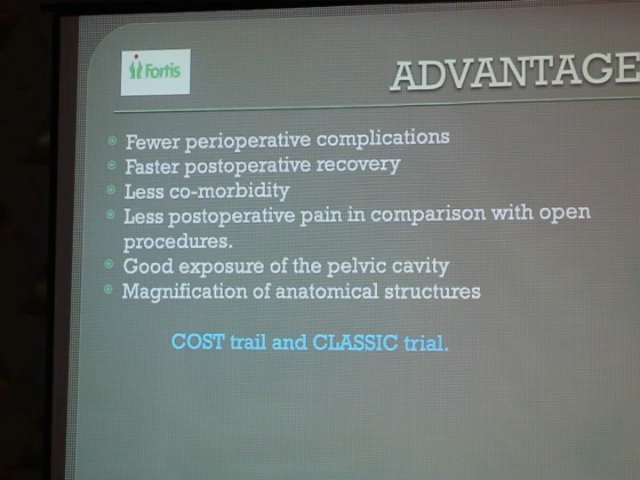 Fortis
ADVANTAGE
Fewer perioperative complications
Faster postoperative recovery
Less co-morbidity
Less postoperative pain in comparison with open
procedures.
Good exposure of the pelvic cavity
Magnification of anatomical structures
COST trail and CLASSIC trial.